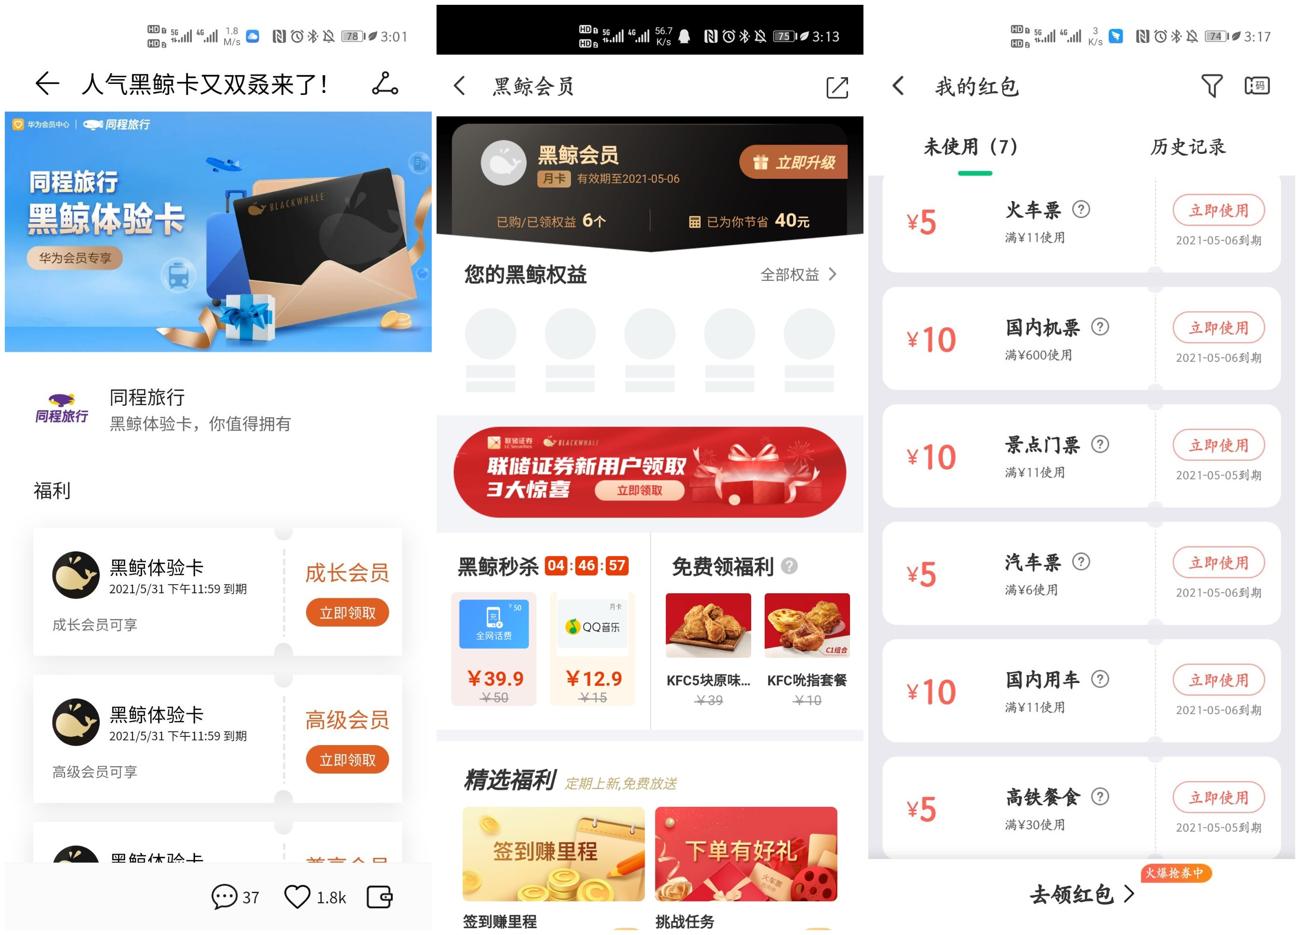 HD1 5G 4G 1.8 M/s 78 3:01
HD2
人气黑鲸卡又双叒来了!
华为会员中心 | 同程旅行
同程旅行
黑鲸体验卡
华为会员专享
BLACKWHALE
同程旅行
同程旅行
黑鲸体验卡，你值得拥有
福利
黑鲸体验卡
2021/5/31 下午11:59 到期
成长会员可享
成长会员
立即领取
黑鲸体验卡
2021/5/31 下午11:59 到期
高级会员可享
高级会员
立即领取
黑鲸体验卡
尊享会员
37
1.8k
HD1 5G 4G 56.7 K/s 75 3:13
HD2
黑鲸会员
黑鲸会员
月卡 有效期至2021-05-06
立即升级
已购/已领权益 6个
已为你节省 40元
您的黑鲸权益
全部权益
联储证券
LC Securities
BLACKWHALE
联储证券新用户领取
3大惊喜
立即领取
黑鲸秒杀 04:46:57
免费领福利 ?
￥50
充
全网话费
￥39.9
￥50
月卡
QQ音乐
￥12.9
￥15
KFC5块原味...
￥39
C1组合
KFC吮指套餐
￥10
精选福利 定期上新,免费放送
签到赚里程
下单有好礼
火车票
签到赚里程
挑战任务
HD1 5G 4G 3 K/s 74 3:17
HD2
我的红包
码
未使用（7）
历史记录
¥5
火车票 ?
满¥11使用
立即使用
2021-05-06到期
¥10
国内机票 ?
满¥600使用
立即使用
2021-05-06到期
¥10
景点门票 ?
满¥11使用
立即使用
2021-05-05到期
¥5
汽车票 ?
满¥6使用
立即使用
2021-05-06到期
¥10
国内用车 ?
满¥11使用
立即使用
2021-05-06到期
¥5
高铁餐食 ?
满¥30使用
立即使用
2021-05-05到期
火爆抢券中
去领红包